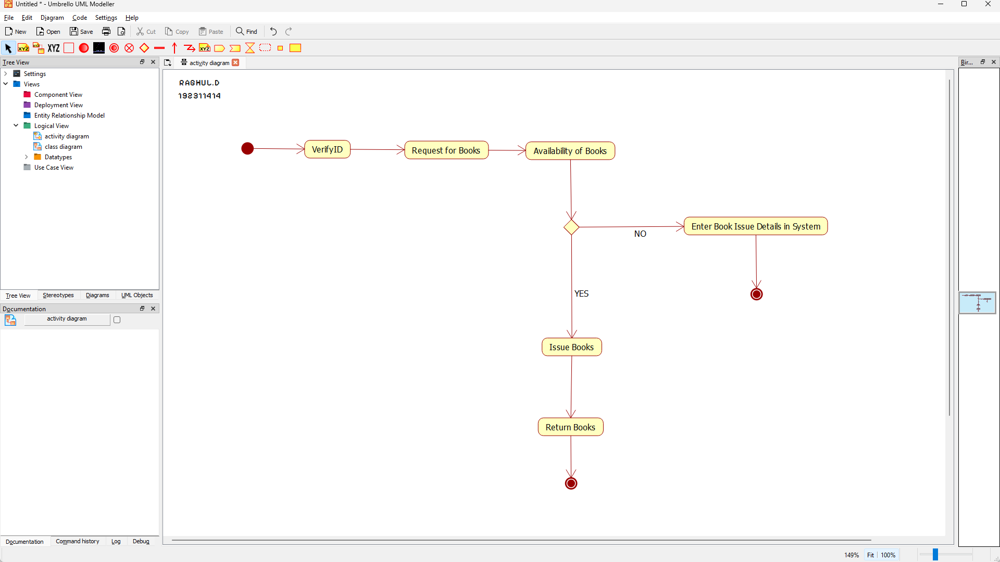 Untitled * - Umbrello UML Modeller
File Edit Diagram Code Settings Help
New Open Save Cut Copy Paste Find
XYZ XYZ XYZ XYZ
Tree View
activity diagram
Bir...
Settings
Views
Component View
Deployment View
Entity Relationship Model
Logical View
activity diagram
class diagram
Datatypes
Use Case View
Tree View Stereotypes Diagrams UML Objects
Documentation
activity diagram
Documentation Command history Log Debug
RAGHUL.D
192311414
VerifyID
Request for Books
Availability of Books
NO
Enter Book Issue Details in System
YES
Issue Books
Return Books
149% Fit 100%